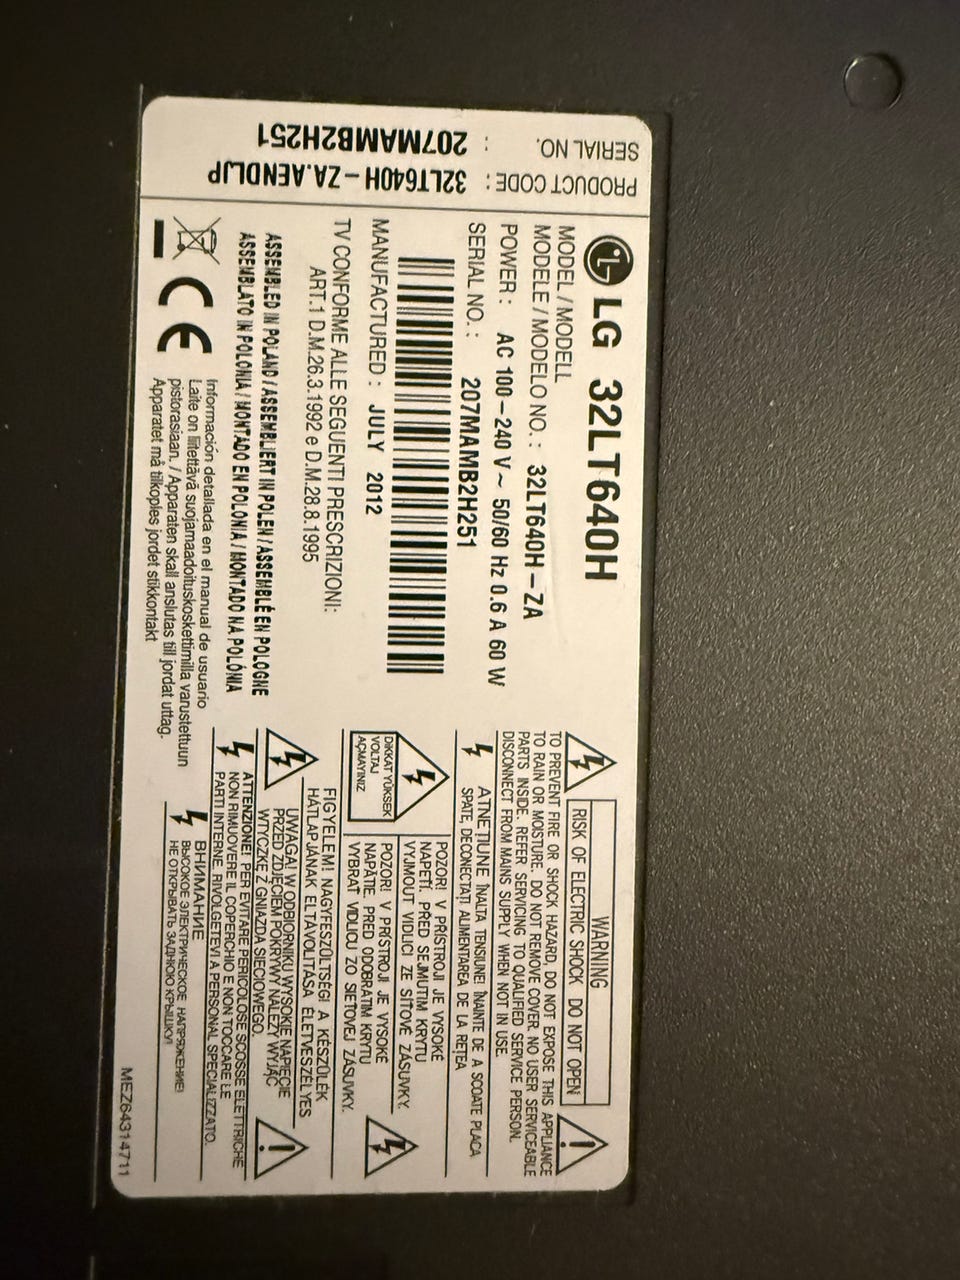 SERIAL NO. : 207MAMB2H251
PRODUCT CODE : 32LT640H – ZA.AENDLJP
LG 32LT640H
MODEL / MODELL
MODELE / MODELO NO. : 32LT640H – ZA
POWER : AC 100 – 240 V ~ 50/60 Hz 0.6 A 60 W
SERIAL NO. : 207MAMB2H251
MANUFACTURED : JULY 2012
TV CONFORME ALLE SEGUENTI PRESCRIZIONI:
ART.1 D.M.26.3.1992 e D.M.28.8.1995
ASSEMBLED IN POLAND / ASSEMBLIERT IN POLEN / ASSEMBLÉ EN POLOGNE
ASSEMBLATO IN POLONIA / MONTADO EN POLONIA / MONTADO NA POLÓNIA
CE
Información detallada en el manual de usuario
Laite on liitettävä suojamaadoituskoskettimilla varustettuun
pistorasiaan. / Apparaten skall anslutas till jordat uttag.
Apparatet må tilkoples jordet stikkontakt
WARNING
RISK OF ELECTRIC SHOCK DO NOT OPEN
TO PREVENT FIRE OR SHOCK HAZARD, DO NOT EXPOSE THIS APPLIANCE
TO RAIN OR MOISTURE. DO NOT REMOVE COVER. NO USER SERVICEABLE
PARTS INSIDE. REFER SERVICING TO QUALIFIED SERVICE PERSON.
DISCONNECT FROM MAINS SUPPLY WHEN NOT IN USE.
ATNEŢIUNE ÎNALTA TENSIUNE! ÎNAINTE DE A SCOATE PLACA
SPATE, DECONECTAŢI ALIMENTAREA DE LA REŢEA
DIKKAT YÜKSEK
VOLTAJ
AÇMAYINIZ
POZOR! V PŘÍSTROJI JE VYSOKÉ
NAPETÍ. PŘED SEJMUTIM KRYTU
VYJMOUT VIDLICI ZE SÍŤOVÉ ZÁSUVKY.
POZOR! V PRÍSTROJI JE VYSOKÉ
NAPÄTIE. PRED ODOBRATÍM KRYTU
VYBRAŤ VIDLICU ZO SIEŤOVEJ ZÁSUVKY.
FIGYELEM! NAGYFESZÜLTSÉG! A KÉSZÜLÉK
HÁTLAPJÁNAK ELTÁVOLÍTÁSA ÉLETVESZÉLYES
UWAGA! W ODBIORNIKU WYSOKIE NAPIĘCIE
PRZED ZDJĘCIEM POKRYWY NALEŻY WYJĄĆ
WTYCZKĘ Z GNIAZDA SIECIOWEGO.
ATTENZIONE! PER EVITARE PERICOLOSE SCOSSE ELETTRICHE
NON RIMUOVERE IL COPERCHIO E NON TOCCARE LE
PARTI INTERNE. RIVOLGETEVI A PERSONAL SPECIALIZZATO.
ВНИМАНИЕ
ВЫСОКОЕ ЭЛЕКТРИЧЕСКОЕ НАПРЯЖЕНИЕ!
НЕ ОТКРЫВАТЬ ЗАДНЮЮ КРЫШКУ!
MEZ64314711